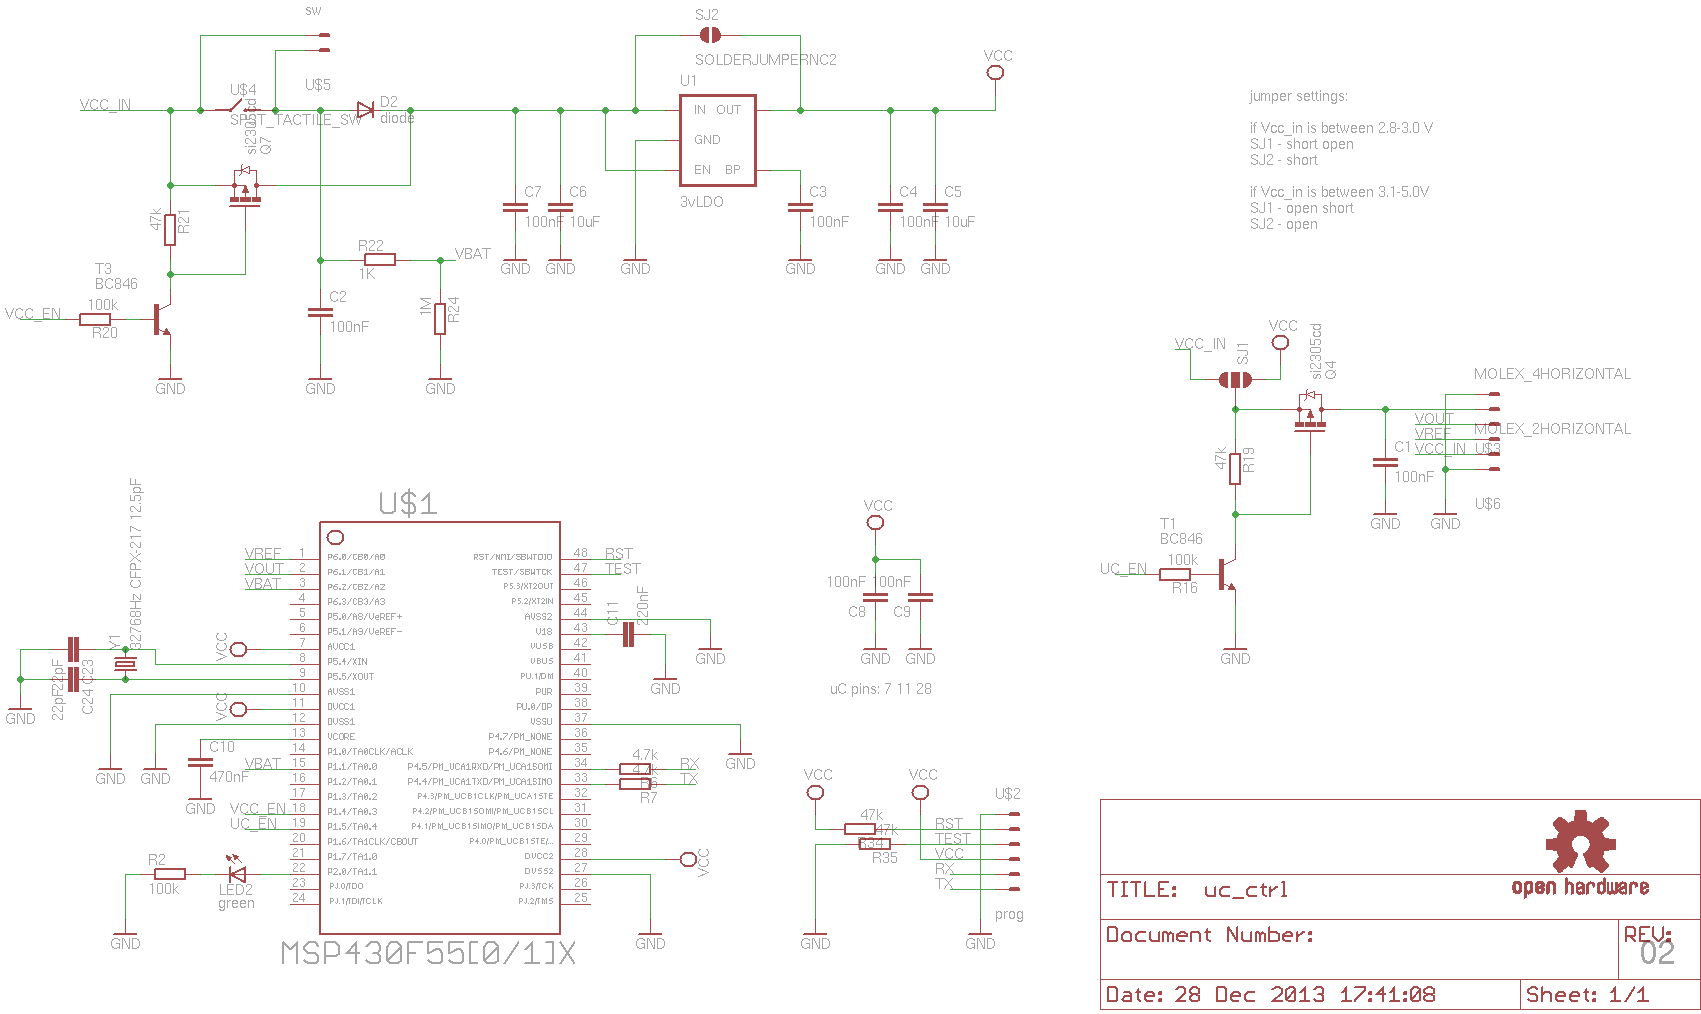 sw
SJ2
SOLDERJUMPERNC2
VCC
U$4
U$5
U1
VCC_IN
SPST_TACTILE_SW
D2
diode
si2305cd
Q7
IN OUT
GND
EN BP
3vLDO
C7
100nF
C6
10uF
C3
100nF
C4
100nF
C5
10uF
GND
GND
GND
GND
GND
GND
jumper settings:
if Vcc_in is between 2.8-3.0 V
SJ1 - short open
SJ2 - short
if Vcc_in is between 3.1-5.0V
SJ1 - open short
SJ2 - open
47k
R21
R22
1K
VBAT
T3
BC846
100k
VCC_EN
R20
C2
100nF
1M
R24
GND
GND
GND
VCC_IN
SJ1
VCC
si2305cd
Q4
MOLEX_4HORIZONTAL
VOUT
MOLEX_2HORIZONTAL
VREF
VCC_IN
U$3
C1
100nF
47k
R19
U$6
GND
GND
T1
BC846
100k
UC_EN
R16
GND
U$1
32768Hz CFPX-217 12.5pF
Y1
22pF
C23
22pF
C24
GND
VCC
VCC
VREF 1 P6.0/CB0/A0
VOUT 2 P6.1/CB1/A1
VBAT 3 P6.2/CB2/A2
4 P6.3/CB3/A3
5 P5.0/A8/VeREF+
6 P5.1/A9/VeREF-
7 AVCC1
8 P5.4/XIN
9 P5.5/XOUT
10 AVSS1
11 DVCC1
12 DVSS1
13 VCORE
14 P1.0/TA0CLK/ACLK
VBAT 15 P1.1/TA0.0
16 P1.2/TA0.1
17 P1.3/TA0.2
VCC_EN 18 P1.4/TA0.3
UC_EN 19 P1.5/TA0.4
20 P1.6/TA1CLK/CBOUT
21 P1.7/TA1.0
22 P2.0/TA1.1
23 PJ.0/TDO
24 PJ.1/TDI/TCLK
RST/NMI/SBWTDIO 48 RST
TEST/SBWTCK 47 TEST
P5.3/XT2OUT 46
P5.2/XT2IN 45
AVSS2 44
V18 43
VUSB 42
VBUS 41
PU.1/DM 40
PUR 39
PU.0/DP 38
VSSU 37
P4.7/PM_NONE 36
P4.6/PM_NONE 35
P4.5/PM_UCA1RXD/PM_UCA1SOMI 34
P4.4/PM_UCA1TXD/PM_UCA1SIMO 33
P4.3/PM_UCB1CLK/PM_UCA1STE 32
P4.2/PM_UCB1SOMI/PM_UCB1SCL 31
P4.1/PM_UCB1SIMO/PM_UCB1SDA 30
P4.0/PM_UCB1STE/... 29
DVCC2 28
DVSS2 27
PJ.3/TCK 26
PJ.2/TMS 25
MSP430F55[0/1]X
GND
GND
C10
470nF
GND
R2
100k
LED2
green
GND
C11
220nF
GND
GND
GND
4.7k
RX
4.7k
R6
TX
R7
VCC
GND
VCC
100nF
100nF
C8
C9
GND
GND
uC pins: 7 11 28
VCC
VCC
U$2
47k
47k
R34
R35
RST
TEST
VCC
RX
TX
prog
GND
GND
open hardware
TITLE: uc_ctrl
Document Number:
REV:
02
Date: 28 Dec 2013 17:41:08
Sheet: 1/1